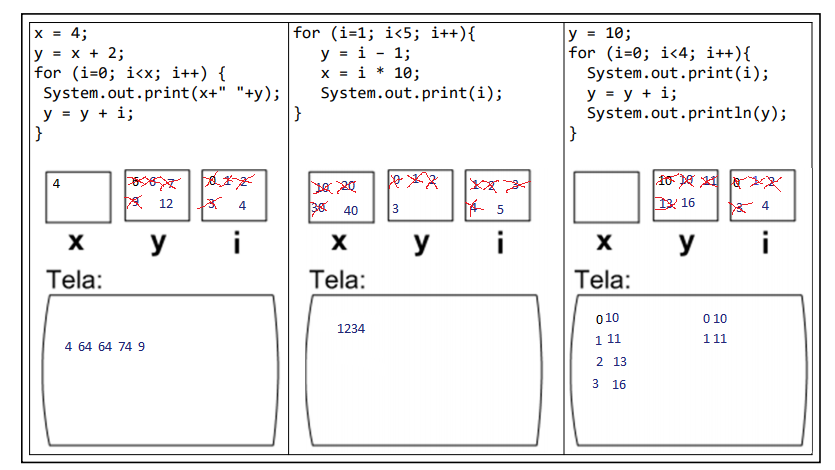 x = 4;
y = x + 2;
for (i=0; i<x; i++) {
System.out.print(x+" "+y);
y = y + i;
}
4
6 6 7
9 12
0 1 2
3 4
x y i
Tela:
4 64 64 74 9
for (i=1; i<5; i++){
y = i - 1;
x = i * 10;
System.out.print(i);
}
10 20
30 40
0 1 2
3
1 2 3
4 5
x y i
Tela:
1234
y = 10;
for (i=0; i<4; i++){
System.out.print(i);
y = y + i;
System.out.println(y);
}
10 10 11
13 16
0 1 2
3 4
x y i
Tela:
0 10 0 10
1 11 1 11
2 13
3 16